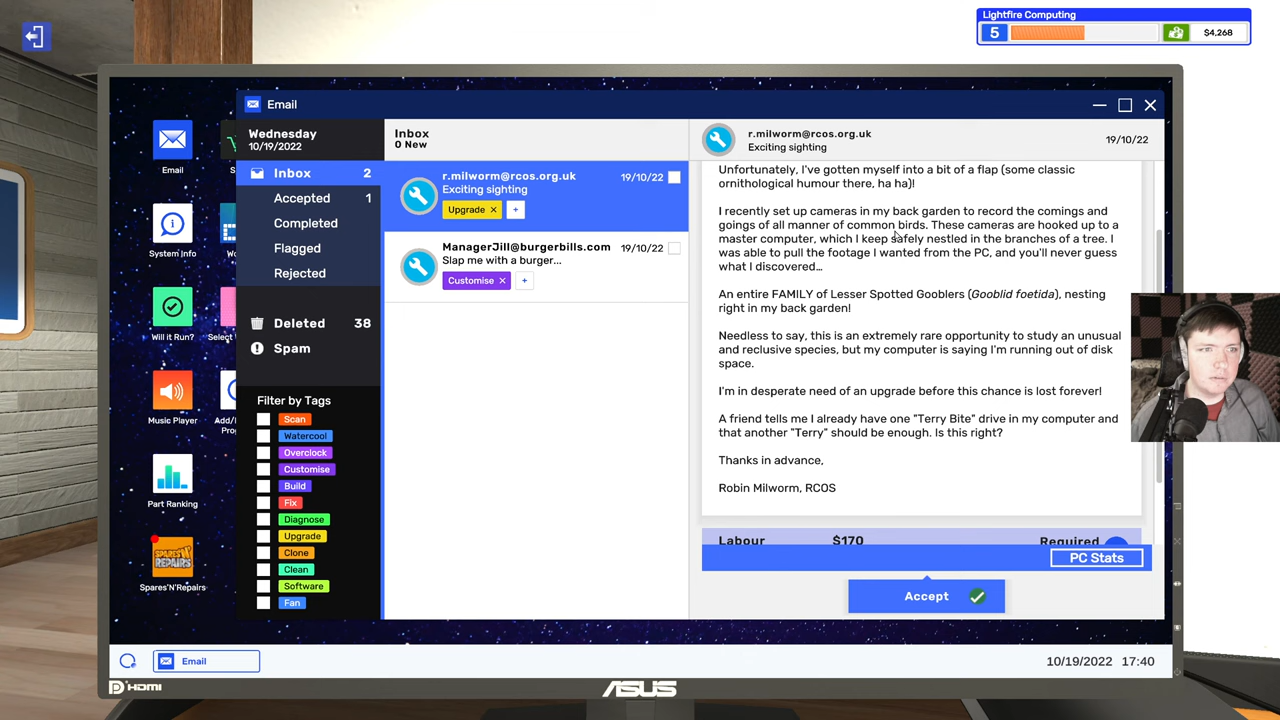 Lightfire Computing
5
$4,268
Email
System Info
Will it Run?
Select
Music Player
Add/
Pro
Part Ranking
SPARES N REPAIRS
Spares'N'Repairs
Email
Wednesday
10/19/2022
Inbox 2
Accepted 1
Completed
Flagged
Rejected
Deleted 38
Spam
Filter by Tags
Scan
Watercool
Overclock
Customise
Build
Fix
Diagnose
Upgrade
Clone
Clean
Software
Fan
Inbox
0 New
r.milworm@rcos.org.uk 19/10/22
Exciting sighting
Upgrade × +
ManagerJill@burgerbills.com 19/10/22
Slap me with a burger...
Customise × +
r.milworm@rcos.org.uk 19/10/22
Exciting sighting
Unfortunately, I've gotten myself into a bit of a flap (some classic
ornithological humour there, ha ha)!
I recently set up cameras in my back garden to record the comings and
goings of all manner of common birds. These cameras are hooked up to a
master computer, which I keep safely nestled in the branches of a tree. I
was able to pull the footage I wanted from the PC, and you'll never guess
what I discovered…
An entire FAMILY of Lesser Spotted Gooblers (Gooblid foetida), nesting
right in my back garden!
Needless to say, this is an extremely rare opportunity to study an unusual
and reclusive species, but my computer is saying I'm running out of disk
space.
I'm in desperate need of an upgrade before this chance is lost forever!
A friend tells me I already have one "Terry Bite" drive in my computer and
that another "Terry" should be enough. Is this right?
Thanks in advance,
Robin Milworm, RCOS
Labour $170 Required
PC Stats
Accept
Email
10/19/2022 17:40
HDMI
ASUS